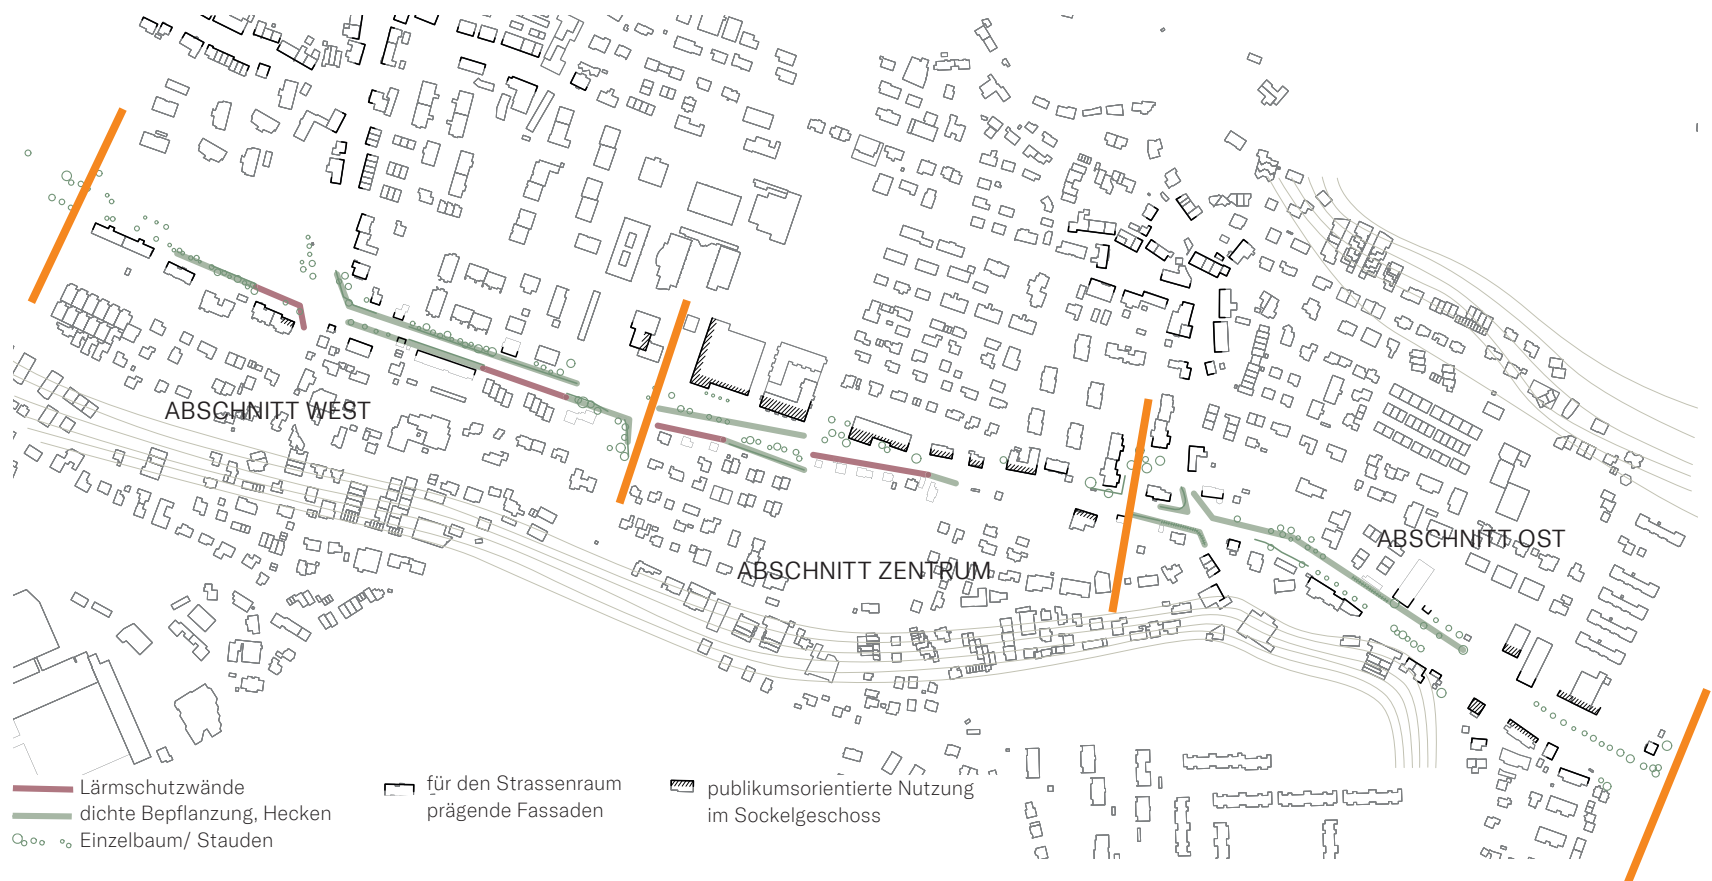 ABSCHNITT WEST
ABSCHNITT OST
ABSCHNITT ZENTRUM
Lärmschutzwände
dichte Bepflanzung, Hecken
Einzelbaum/ Stauden
für den Strassenraum
prägende Fassaden
publikumsorientierte Nutzung
im Sockelgeschoss